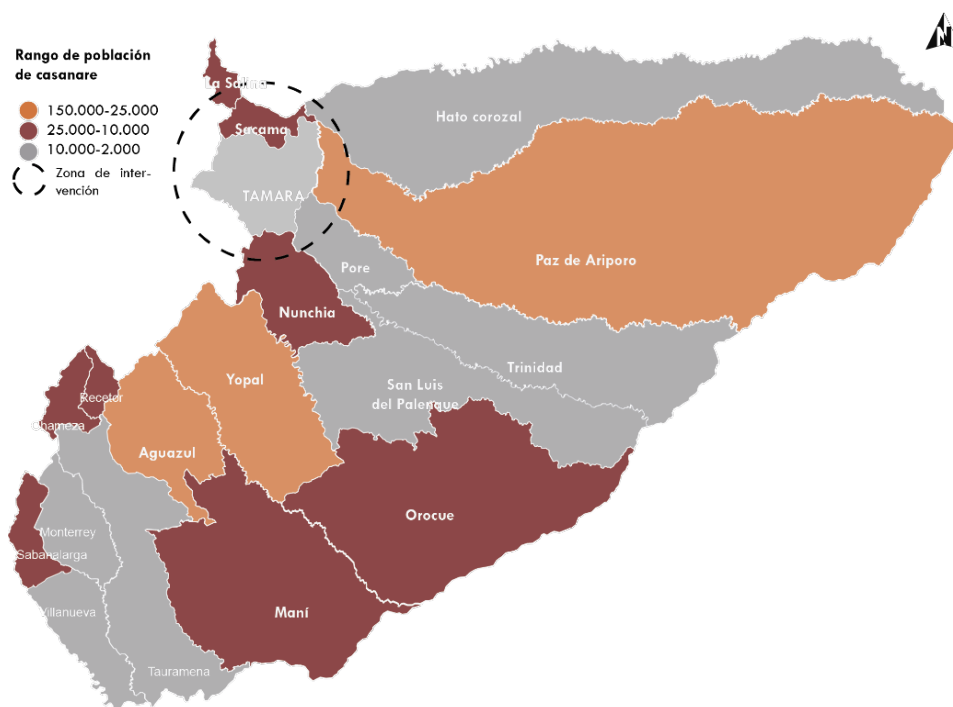 Rango de población
de casanare
150.000-25.000
25.000-10.000
10.000-2.000
Zona de inter-
vención
N
La Salina
Sacama
TAMARA
Hato corozal
Paz de Ariporo
Pore
Nunchia
Trinidad
Yopal
San Luis
del Palenque
Recetor
Chameza
Aguazul
Orocue
Monterrey
Sabanalarga
Villanueva
Maní
Tauramena